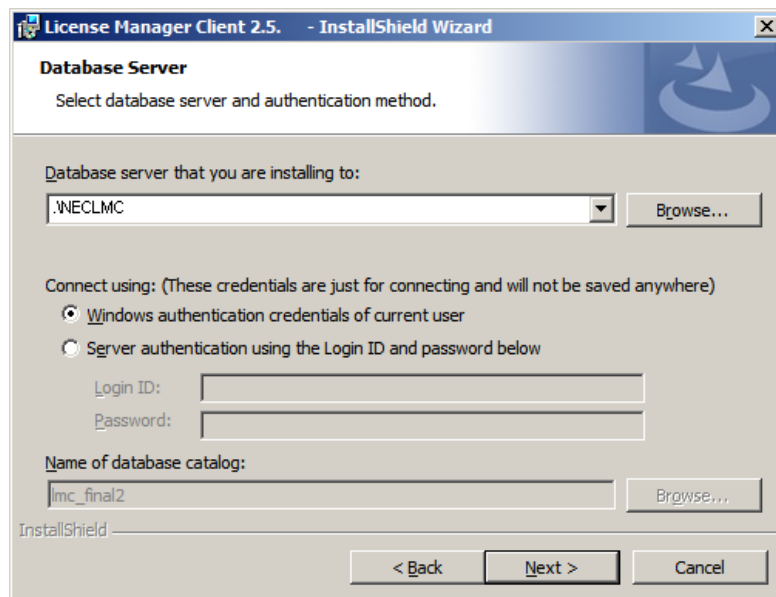 License Manager Client 2.5. - InstallShield Wizard
Database Server
Select database server and authentication method.
Database server that you are installing to:
.\NECLMC
Browse...
Connect using: (These credentials are just for connecting and will not be saved anywhere)
Windows authentication credentials of current user
Server authentication using the Login ID and password below
Login ID:
Password:
Name of database catalog:
lmc_final2
Browse...
InstallShield
< Back
Next >
Cancel